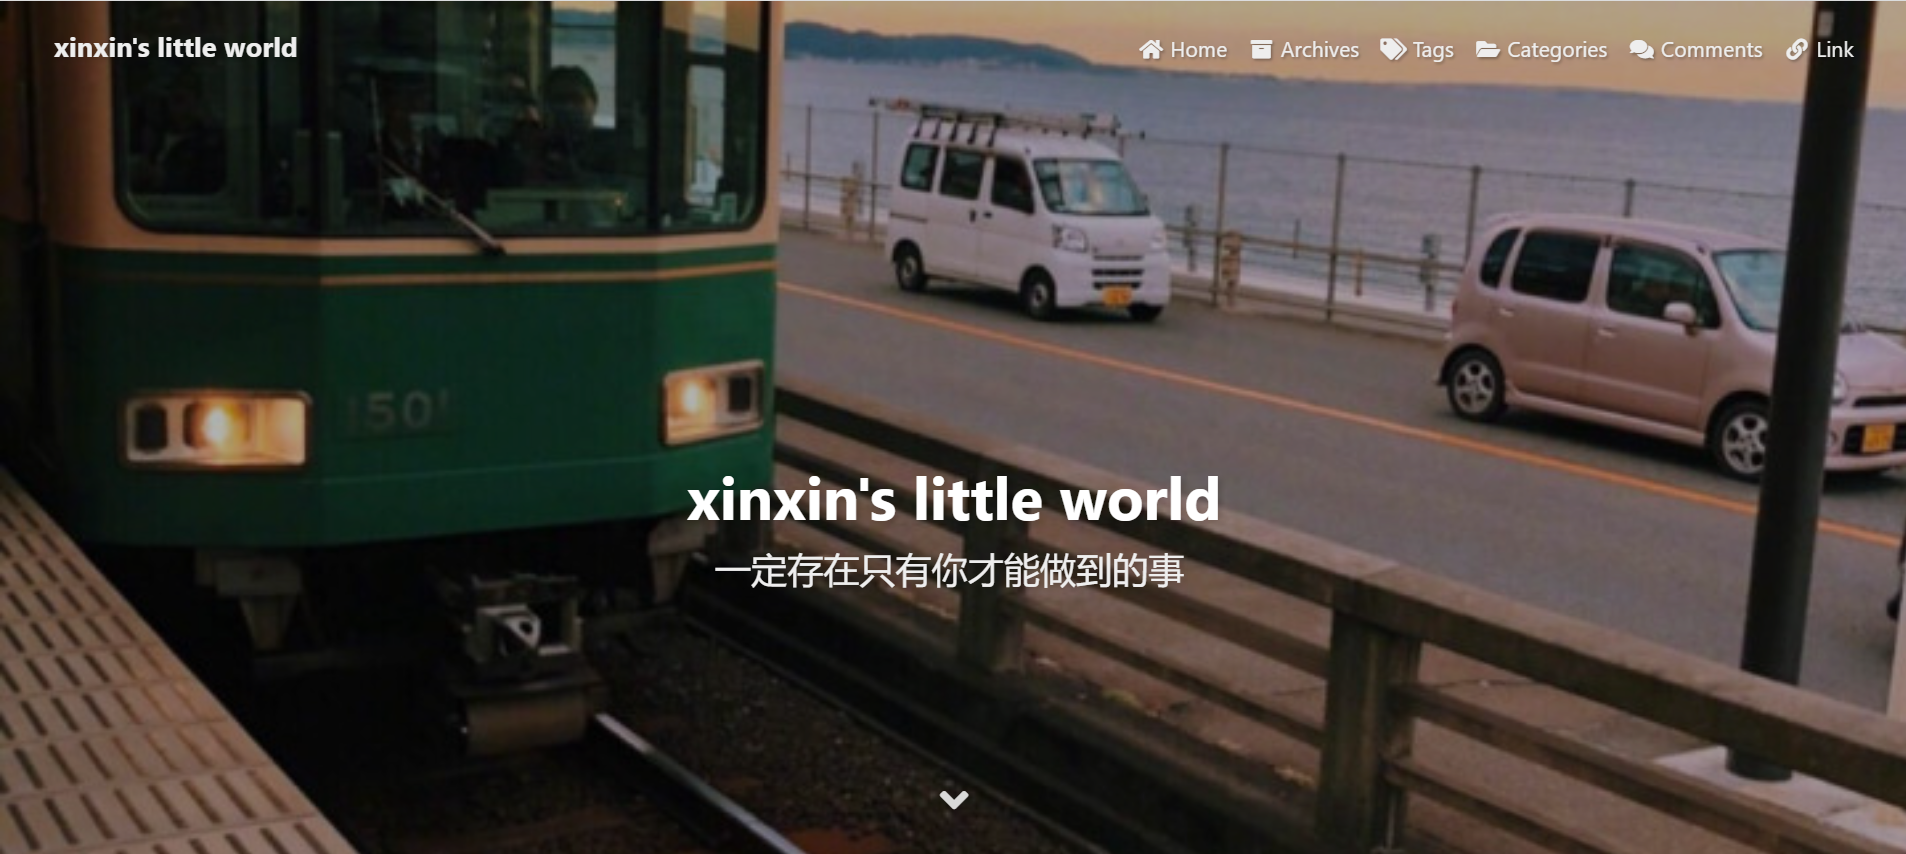 xinxin's little world
Home Archives Tags Categories Comments Link
xinxin's little world
一定存在只有你才能做到的事